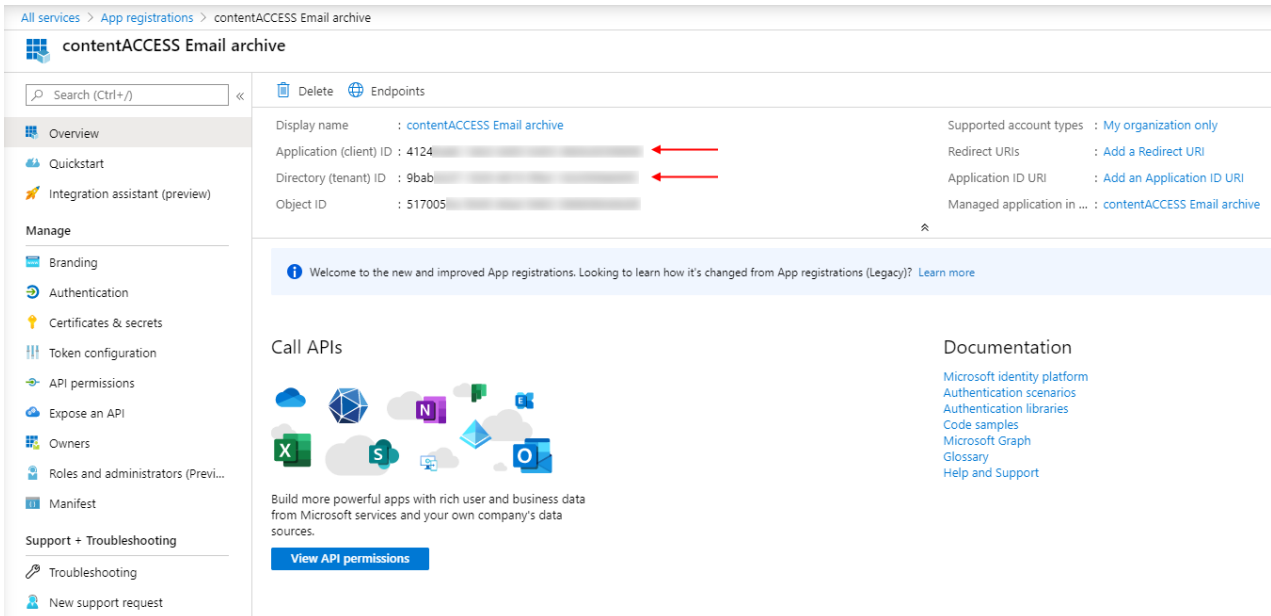 All services > App registrations > contentACCESS Email archive
contentACCESS Email archive
Search (Ctrl+/)
«
Overview
Quickstart
Integration assistant (preview)
Manage
Branding
Authentication
Certificates & secrets
Token configuration
API permissions
Expose an API
Owners
Roles and administrators (Previ...
Manifest
Support + Troubleshooting
Troubleshooting
New support request
Delete
Endpoints
Display name : contentACCESS Email archive
Application (client) ID : 4124
Directory (tenant) ID : 9bab
Object ID : 517005
Supported account types : My organization only
Redirect URIs : Add a Redirect URI
Application ID URI : Add an Application ID URI
Managed application in ... : contentACCESS Email archive
Welcome to the new and improved App registrations. Looking to learn how it's changed from App registrations (Legacy)? Learn more
Call APIs
N
E
X
S
O
Build more powerful apps with rich user and business data
from Microsoft services and your own company's data
sources.
View API permissions
Documentation
Microsoft identity platform
Authentication scenarios
Authentication libraries
Code samples
Microsoft Graph
Glossary
Help and Support